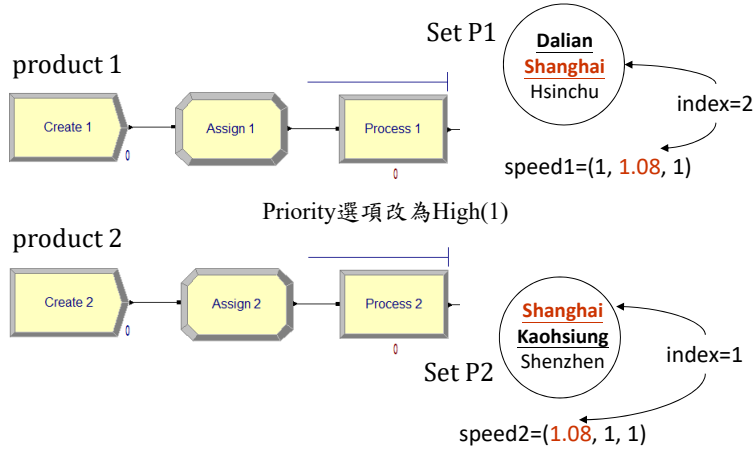 Set P1
Dalian
Shanghai
Hsinchu
product 1
Create 1
Assign 1
Process 1
0
0
index=2
speed1=(1, 1.08, 1)
Priority選項改為High(1)
product 2
Create 2
Assign 2
Process 2
0
0
Shanghai
Kaohsiung
Shenzhen
index=1
Set P2
speed2=(1.08, 1, 1)